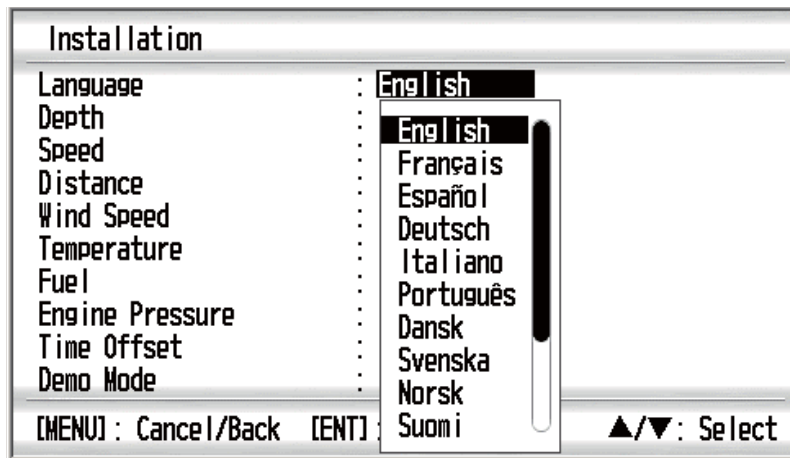 Installation
Language : English
Depth :
Speed :
Distance :
Wind Speed :
Temperature :
Fuel :
Engine Pressure :
Time Offset :
Demo Mode :
English
Français
Español
Deutsch
Italiano
Português
Dansk
Svenska
Norsk
Suomi
[MENU]: Cancel/Back [ENT]: ▲/▼: Select